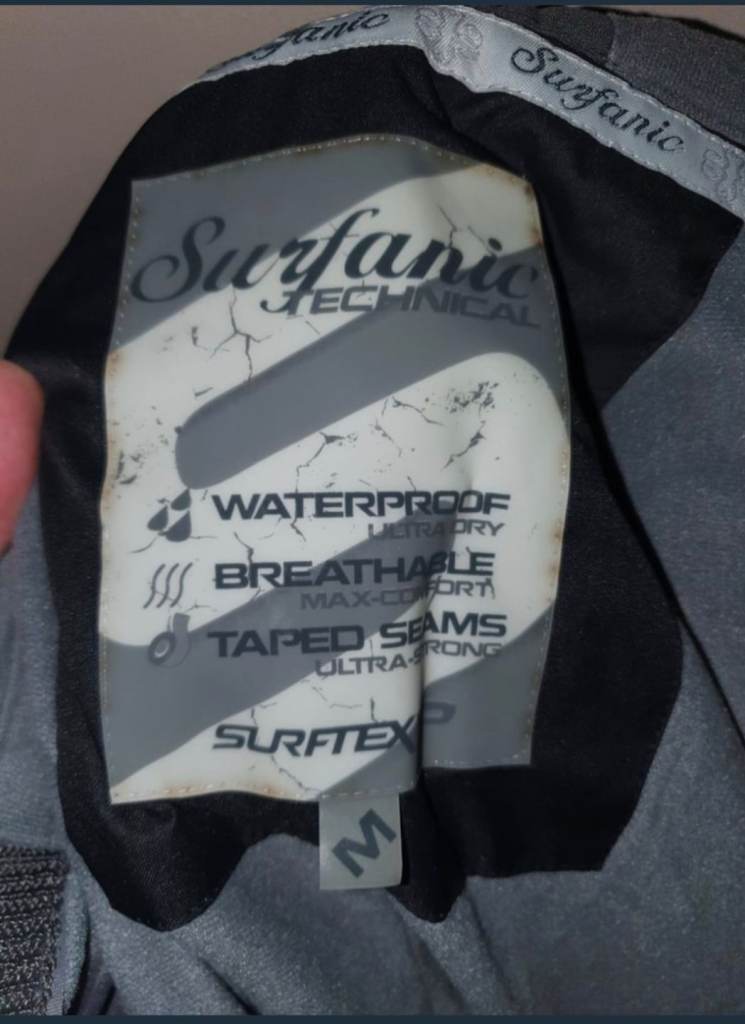 Surfanic
Surfanic
Surfanic
TECHNICAL
WATERPROOF
ULTRA DRY
BREATHABLE
MAX-COMFORT
TAPED SEAMS
ULTRA-STRONG
SURFTEX
M